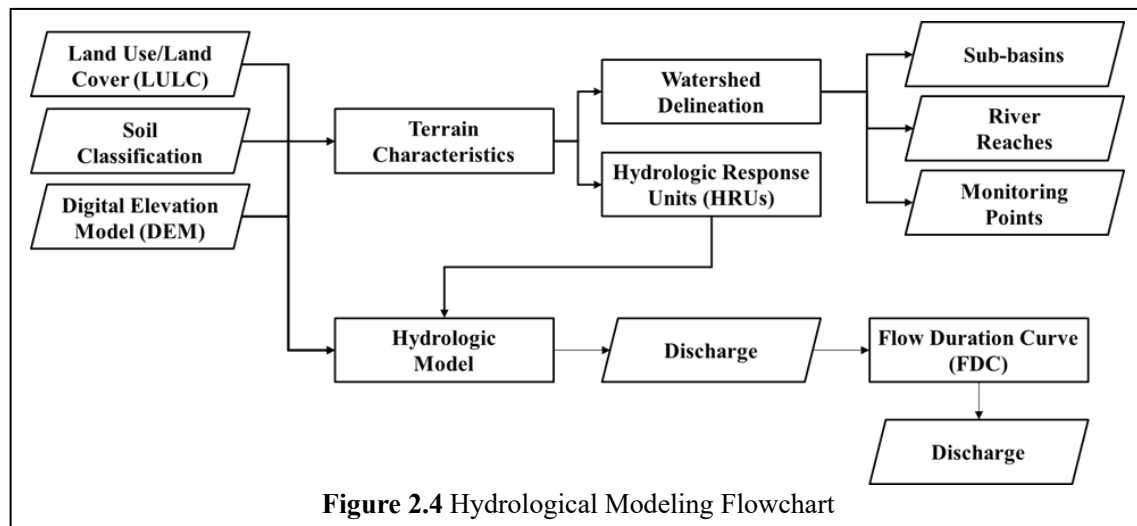 Land Use/Land
Cover (LULC)
Soil
Classification
Digital Elevation
Model (DEM)
Terrain
Characteristics
Watershed
Delineation
Hydrologic Response
Units (HRUs)
Sub-basins
River
Reaches
Monitoring
Points
Hydrologic
Model
Discharge
Flow Duration Curve
(FDC)
Discharge
Figure 2.4 Hydrological Modeling Flowchart